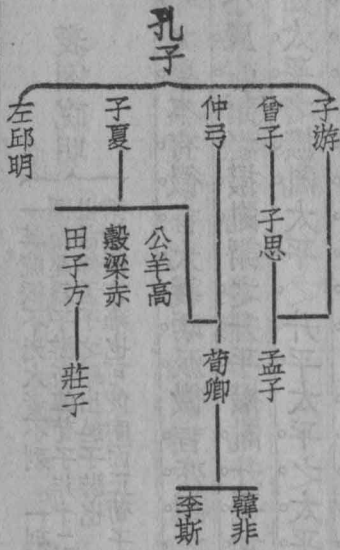 孔子
子游
曾子
仲弓
子夏
左邱明
子思
孟子
荀卿
公羊高
穀梁赤
田子方
莊子
韓非
李斯